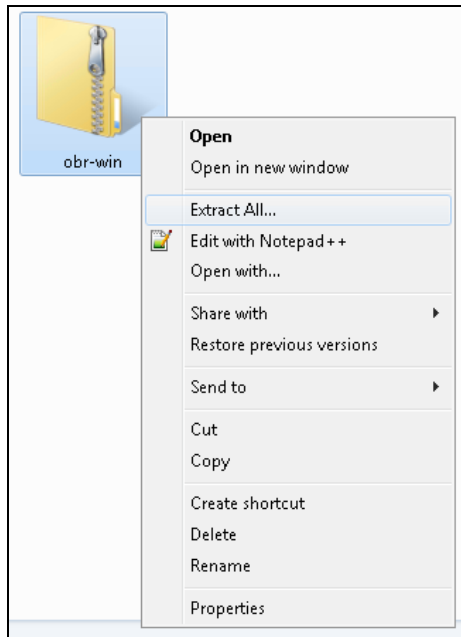 obr-win
Open
Open in new window
Extract All...
Edit with Notepad++
Open with...
Share with
Restore previous versions
Send to
Cut
Copy
Create shortcut
Delete
Rename
Properties